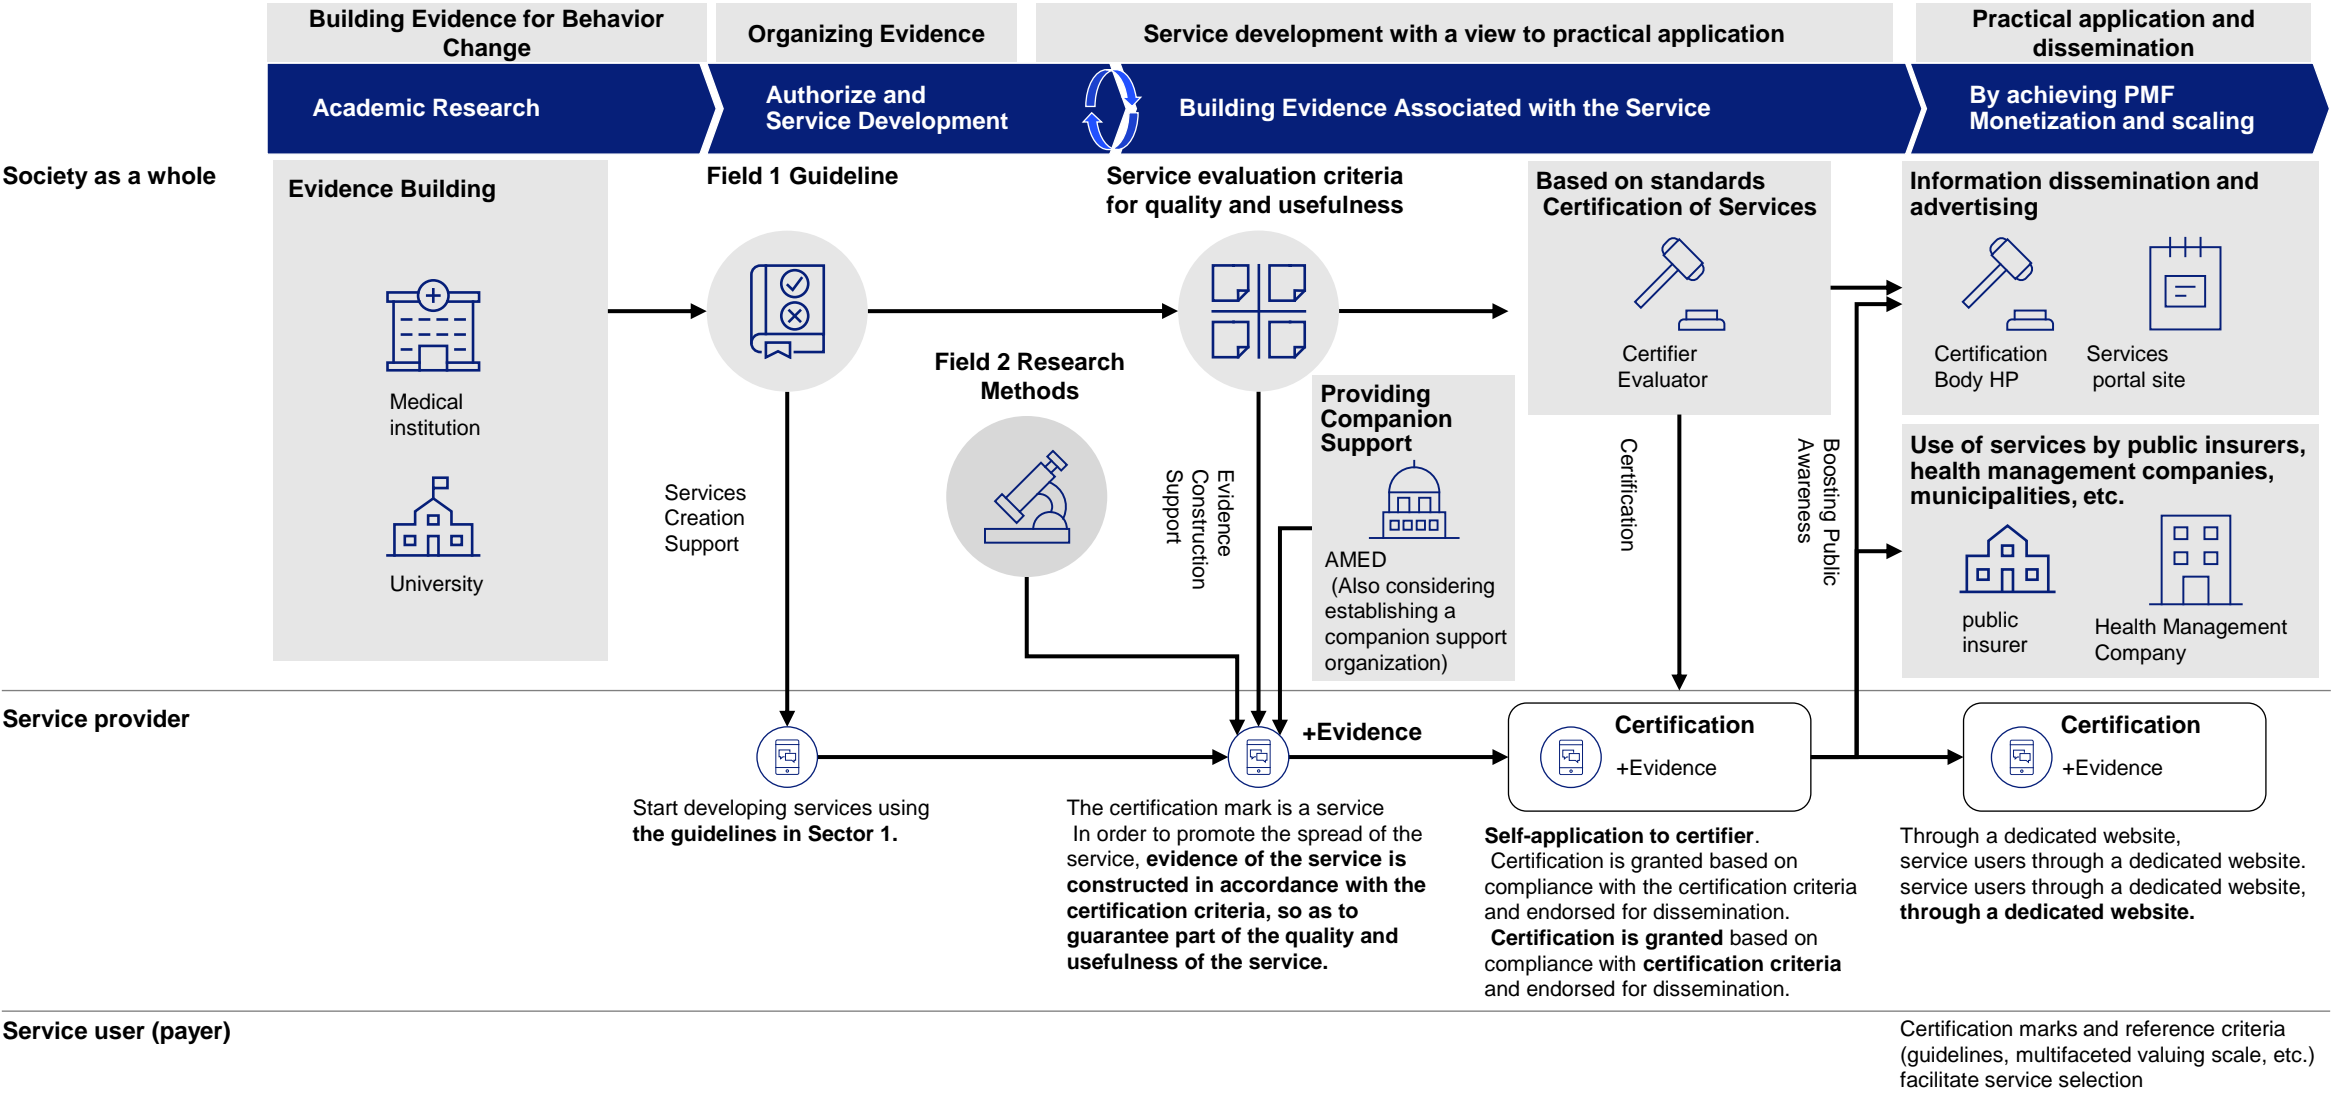 Building Evidence for Behavior
Change
Organizing Evidence
Service development with a view to practical application
Practical application and
dissemination
Academic Research
Authorize and
Service Development
Building Evidence Associated with the Service
By achieving PMF
Monetization and scaling
Society as a whole
Evidence Building
Medical
institution
University
Field 1 Guideline
Services
Creation
Support
Field 2 Research
Methods
Service evaluation criteria
for quality and usefulness
Evidence
Construction
Support
Providing
Companion
Support
AMED
(Also considering
establishing a
companion support
organization)
Based on standards
Certification of Services
Certifier
Evaluator
Certification
Boosting Public
Awareness
Information dissemination and
advertising
Certification
Body HP
Services
portal site
Use of services by public insurers,
health management companies,
municipalities, etc.
public
insurer
Health Management
Company
Service provider
Start developing services using
the guidelines in Sector 1.
+Evidence
The certification mark is a service
In order to promote the spread of the
service, evidence of the service is
constructed in accordance with the
certification criteria, so as to
guarantee part of the quality and
usefulness of the service.
Certification
+Evidence
Self-application to certifier.
Certification is granted based on
compliance with the certification criteria
and endorsed for dissemination.
Certification is granted based on
compliance with certification criteria
and endorsed for dissemination.
Certification
+Evidence
Through a dedicated website,
service users through a dedicated website.
service users through a dedicated website,
through a dedicated website.
Service user (payer)
Certification marks and reference criteria
(guidelines, multifaceted valuing scale, etc.)
facilitate service selection